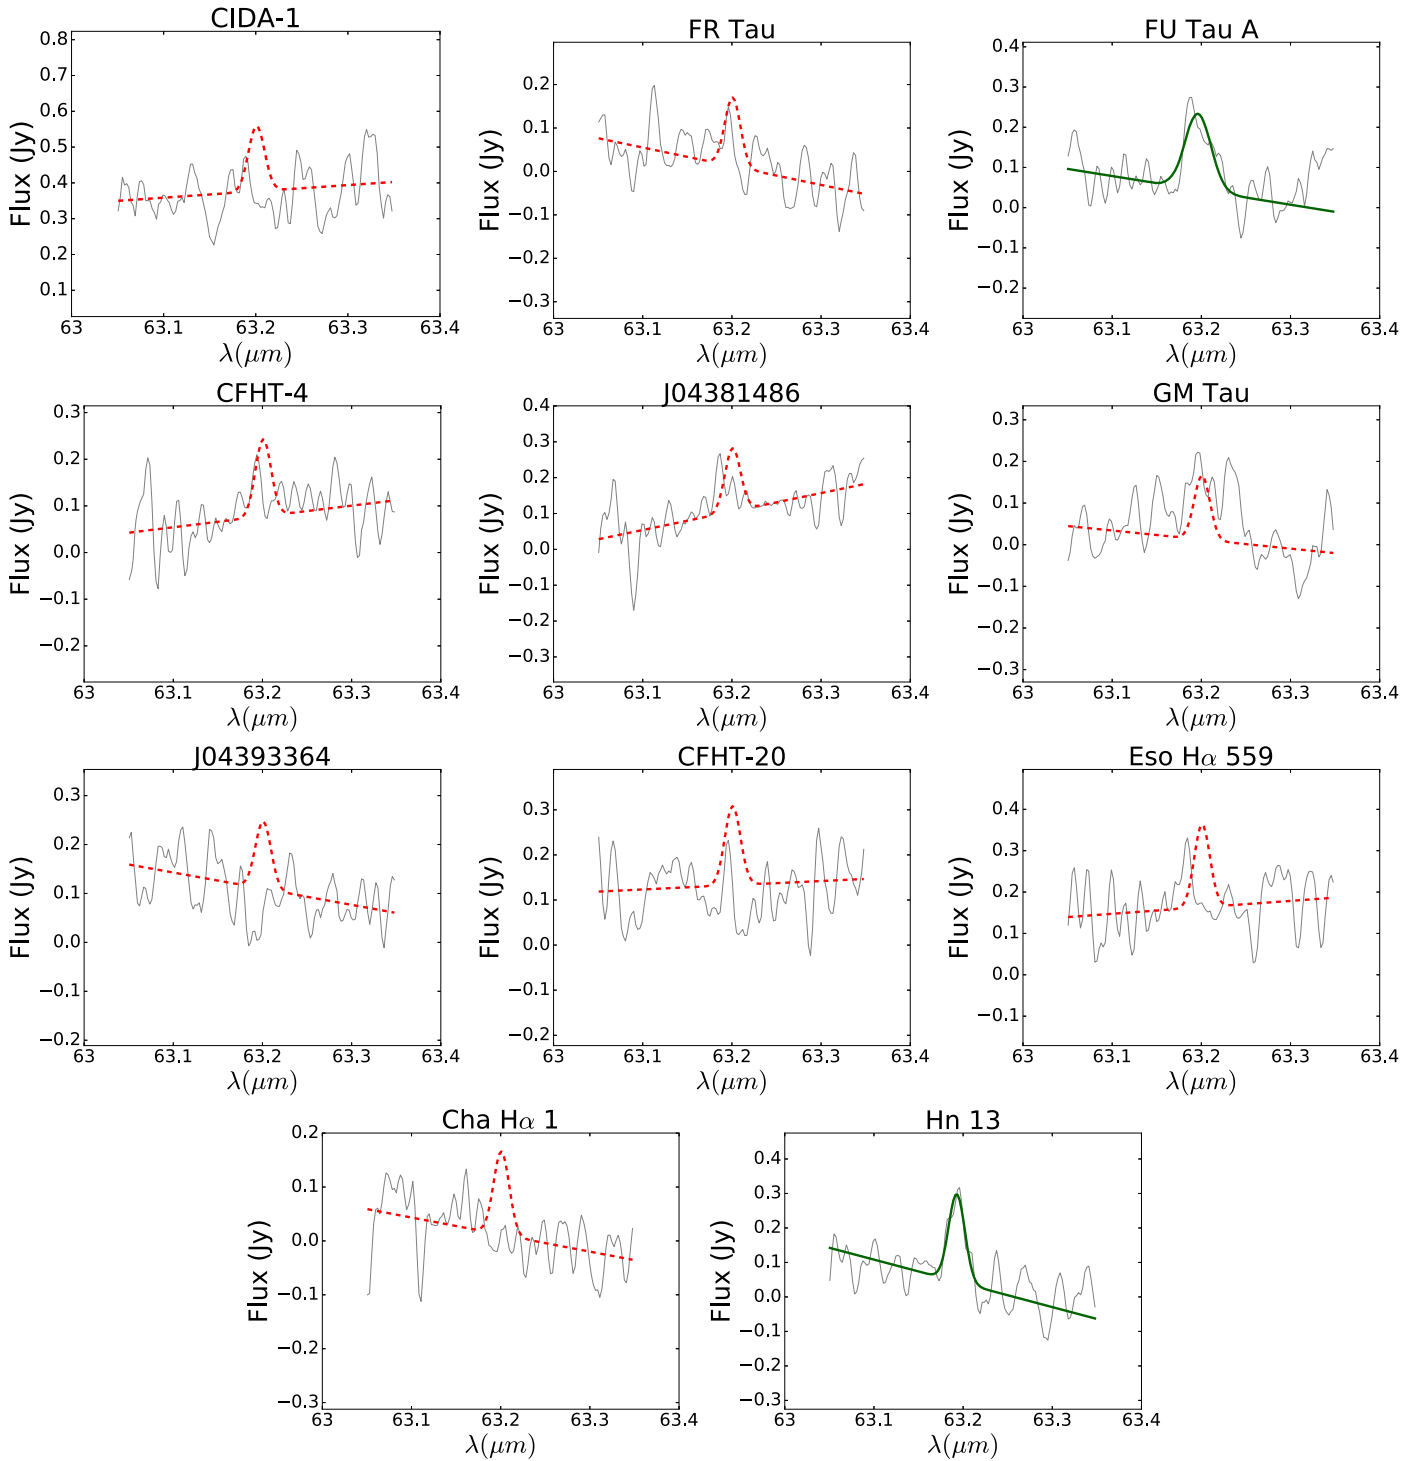 CIDA-1
FR Tau
FU Tau A
0.8
0.7
0.6
0.5
0.4
0.3
0.2
0.1
Flux (Jy)
63 63.1 63.2 63.3 63.4
λ(μm)
0.2
0.1
0.0
−0.1
−0.2
−0.3
Flux (Jy)
63 63.1 63.2 63.3 63.4
λ(μm)
0.4
0.3
0.2
0.1
0.0
−0.1
−0.2
Flux (Jy)
63 63.1 63.2 63.3 63.4
λ(μm)
CFHT-4
J04381486
GM Tau
0.3
0.2
0.1
0.0
−0.1
−0.2
Flux (Jy)
63 63.1 63.2 63.3 63.4
λ(μm)
0.4
0.3
0.2
0.1
0.0
−0.1
−0.2
−0.3
Flux (Jy)
63 63.1 63.2 63.3 63.4
λ(μm)
0.3
0.2
0.1
0.0
−0.1
−0.2
−0.3
Flux (Jy)
63 63.1 63.2 63.3 63.4
λ(μm)
J04393364
CFHT-20
Eso Hα 559
0.3
0.2
0.1
0.0
−0.1
−0.2
Flux (Jy)
63 63.1 63.2 63.3 63.4
λ(μm)
0.3
0.2
0.1
0.0
−0.1
−0.2
Flux (Jy)
63 63.1 63.2 63.3 63.4
λ(μm)
0.4
0.3
0.2
0.1
0.0
−0.1
Flux (Jy)
63 63.1 63.2 63.3 63.4
λ(μm)
Cha Hα 1
Hn 13
0.2
0.1
0.0
−0.1
−0.2
−0.3
Flux (Jy)
63 63.1 63.2 63.3 63.4
λ(μm)
0.4
0.3
0.2
0.1
0.0
−0.1
−0.2
−0.3
Flux (Jy)
63 63.1 63.2 63.3 63.4
λ(μm)